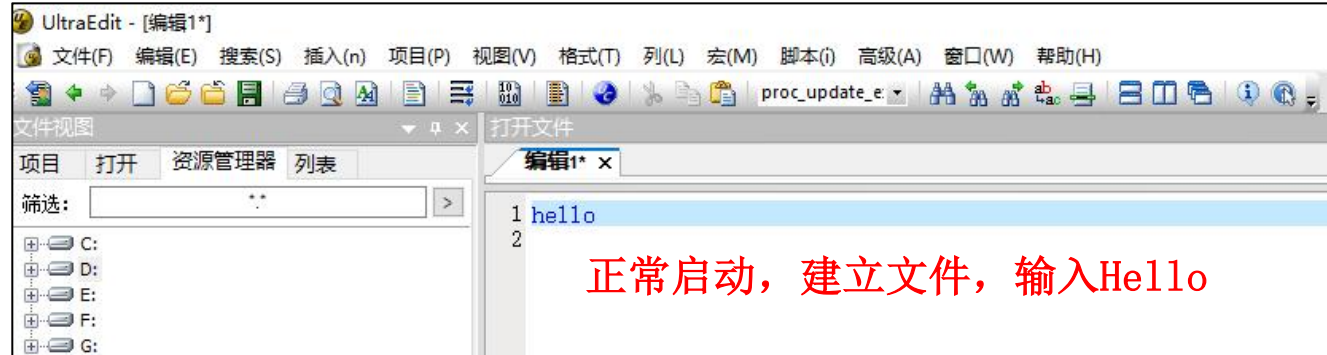 UltraEdit - [编辑1*]
文件(F) 编辑(E) 搜索(S) 插入(n) 项目(P) 视图(V) 格式(T) 列(L) 宏(M) 脚本(i) 高级(A) 窗口(W) 帮助(H)
proc_update_e
文件视图
打开文件
项目 打开 资源管理器 列表
编辑1* ×
筛选: *.* >
1 hello
2
C:
D:
正常启动，建立文件，输入Hello
E:
F:
G: